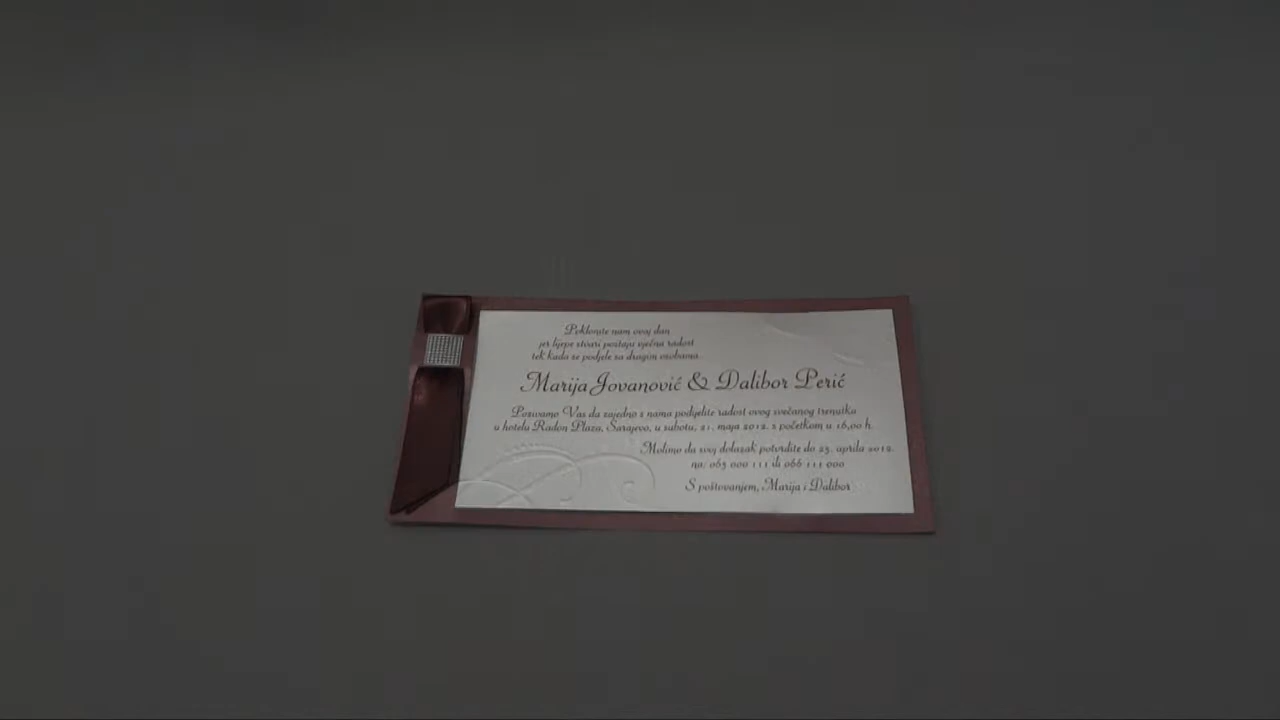 Poklonite nam ovaj dan
jer lijepe stvari postaju vječna radost
tek kada se podjele sa dragim osobama.
Marija Jovanović & Dalibor Perić
Pozivamo Vas da zajedno s nama podijelite radost ovog svečanog trenutka
u hotelu Radon Plaza, Sarajevo, u subotu, 21. maja 2012. s početkom u 16,00 h.
Molimo da svoj dolazak potvrdite do 25. aprila 2012.
na: 065 000 111 ili 066 111 000
S poštovanjem, Marija i Dalibor